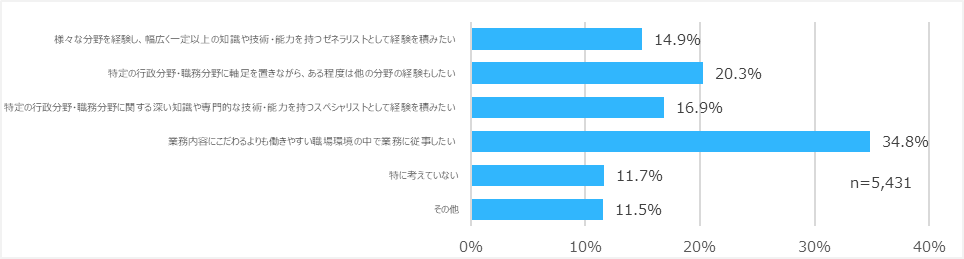 様々な分野を経験し、幅広く一定以上の知識や技術・能力を持つゼネラリストとして経験を積みたい 14.9%
特定の行政分野・職務分野に軸足を置きながら、ある程度は他の分野の経験もしたい 20.3%
特定の行政分野・職務分野に関する深い知識や専門的な技術・能力を持つスペシャリストとして経験を積みたい 16.9%
業務内容にこだわるよりも働きやすい職場環境の中で業務に従事したい 34.8%
特に考えていない 11.7%
n=5,431
その他 11.5%
0% 10% 20% 30% 40%